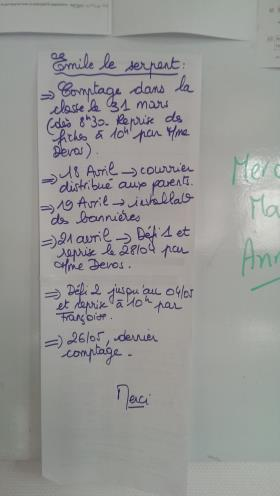 Emile le serpent :
⇒ Comptage dans la
classe le 31 mars
(dès 8h30 Reprise des
fiches à 10h par Mme
Devos).
⇒ 18 Avril → courrier
distribué aux parents.
⇒ 19 Avril → installat°
des bannières
⇒ 21 avril → Défi 1 et
reprise le 28/04 par
Mme Devos.
⇒ Défi 2 jusqu'au 04/05
et reprise à 10h par
Françoise.
⇒ 26/05, dernier
comptage.
Merci
Merc
Ma
Ann